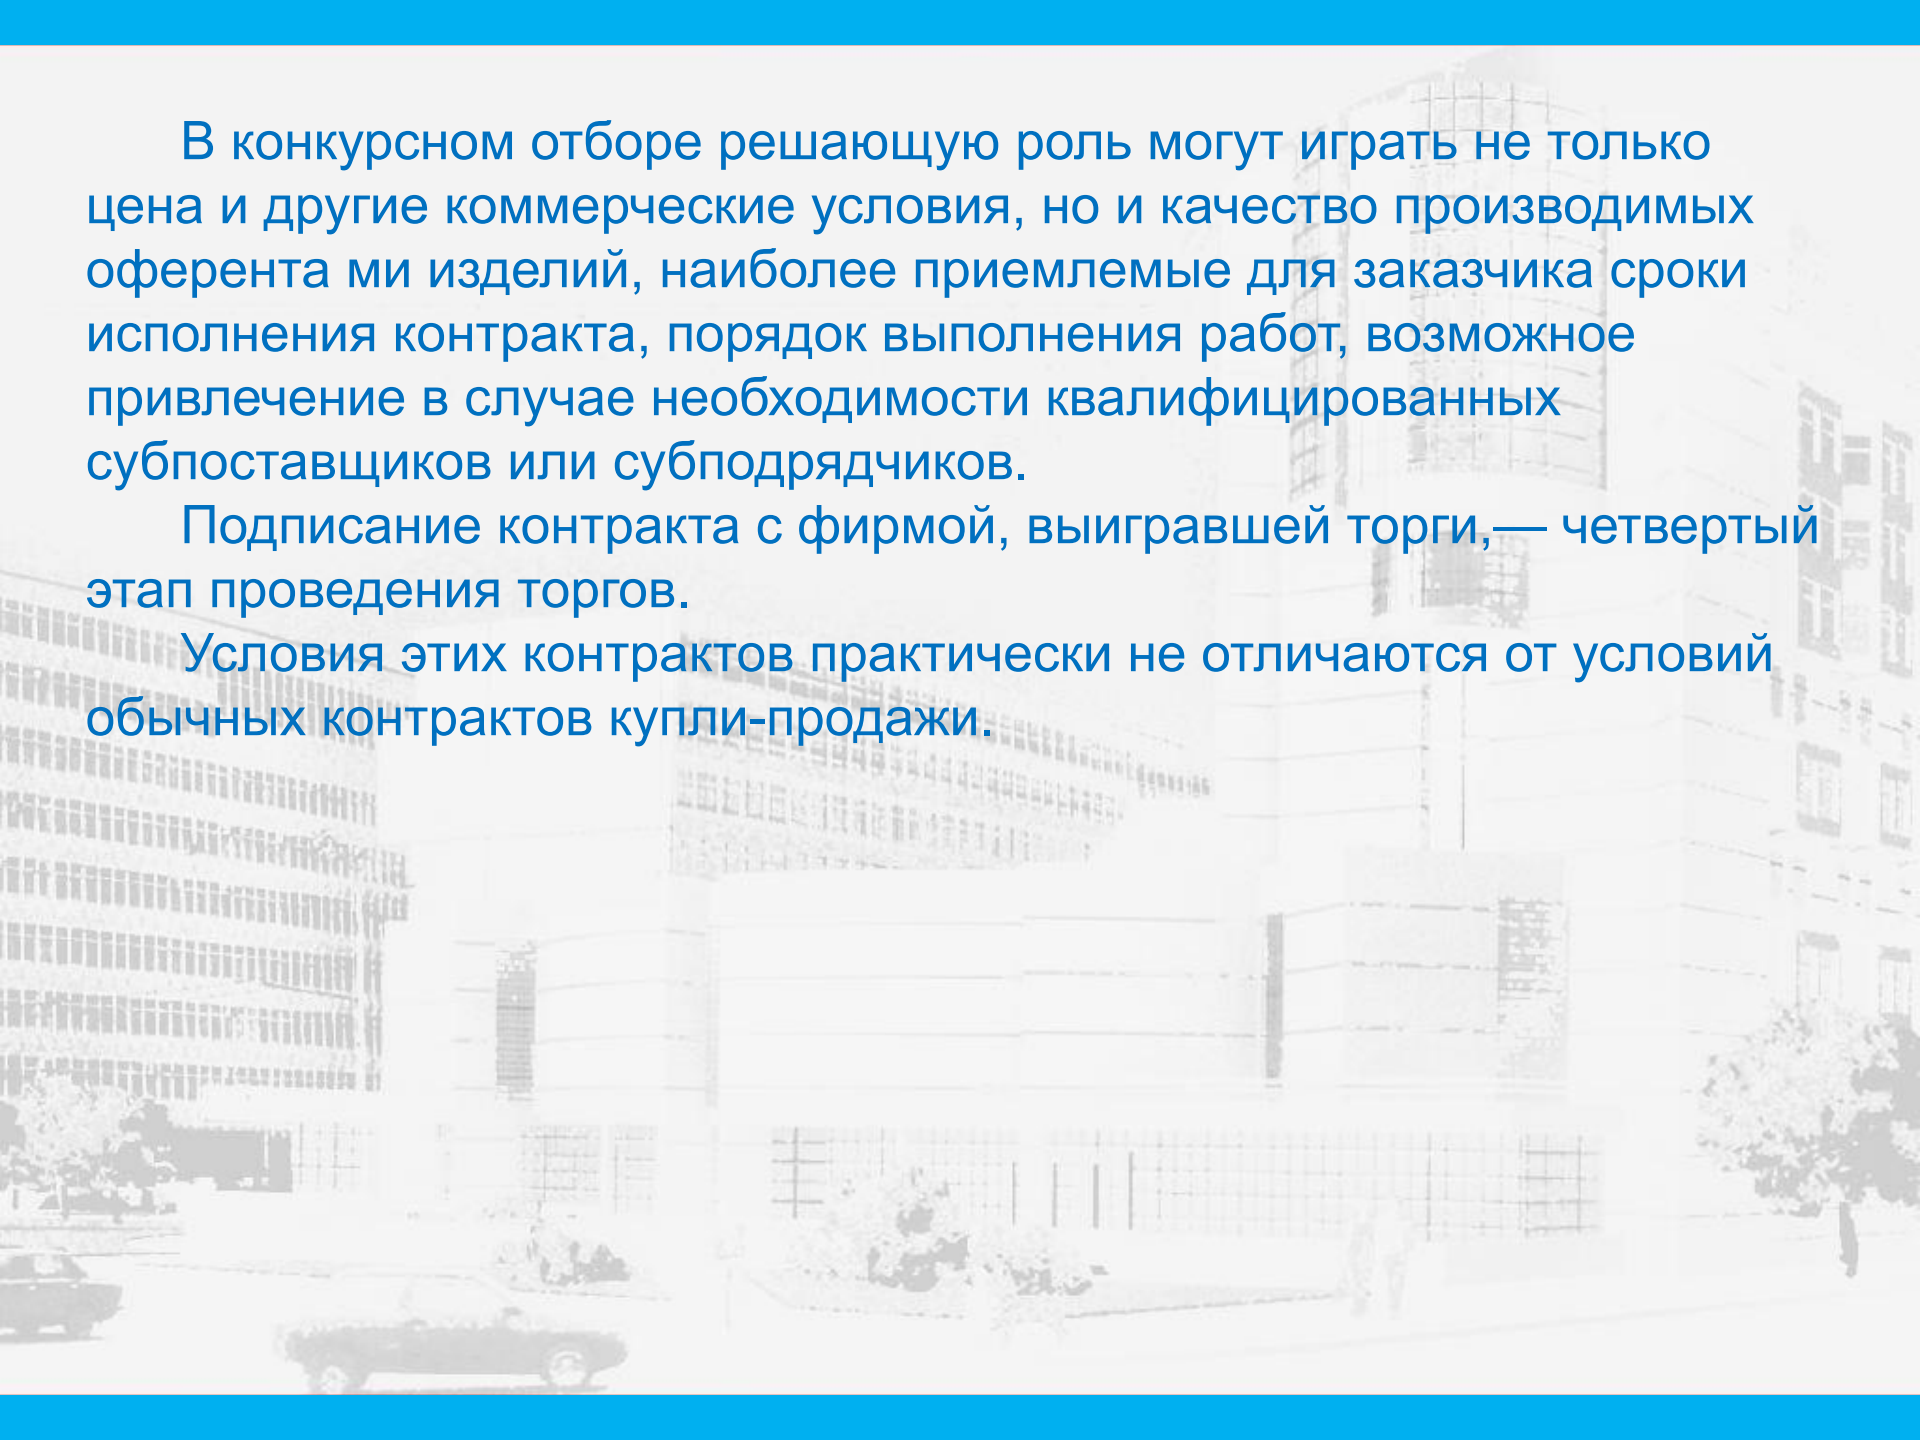 В конкурсном отборе решающую роль могут играть не только
цена и другие коммерческие условия, но и качество производимых
оферента ми изделий, наиболее приемлемые для заказчика сроки
исполнения контракта, порядок выполнения работ, возможное
привлечение в случае необходимости квалифицированных
субпоставщиков или субподрядчиков.
Подписание контракта с фирмой, выигравшей торги,— четвертый
этап проведения торгов.
Условия этих контрактов практически не отличаются от условий
обычных контрактов купли-продажи.